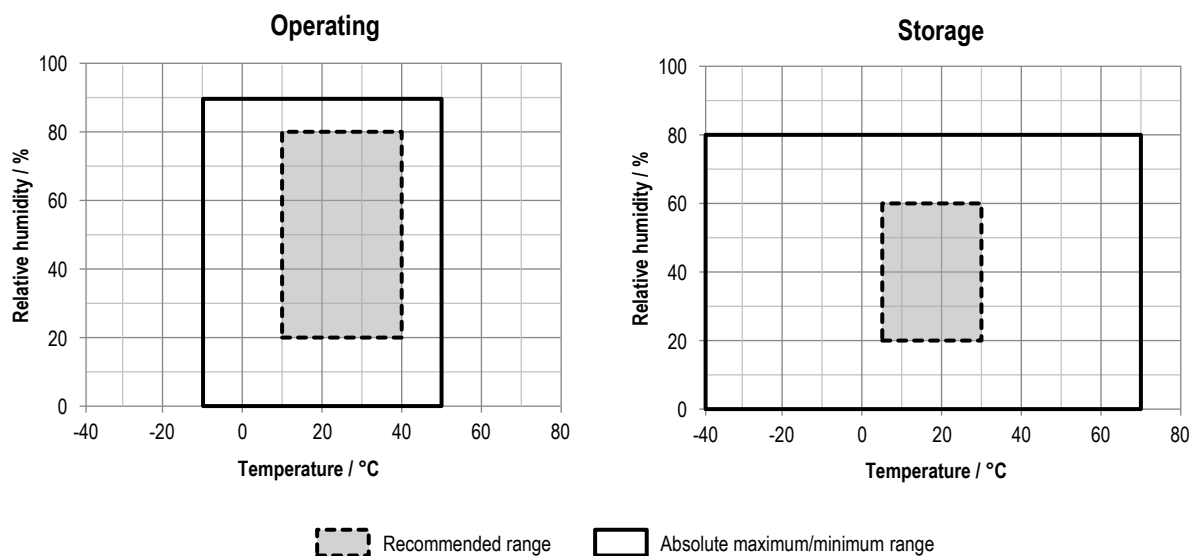 Operating
100
80
60
40
20
0
Relative humidity / %
-40 -20 0 20 40 60 80
Temperature / °C
Storage
100
80
60
40
20
0
Relative humidity / %
-40 -20 0 20 40 60 80
Temperature / °C
Recommended range
Absolute maximum/minimum range